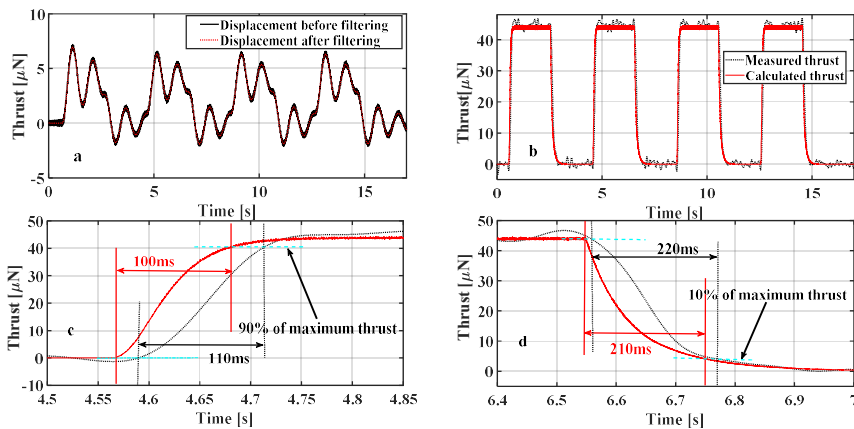 10
5
0
-5
Thrust [μN]
Displacement before filtering
Displacement after filtering
a
0
5
10
15
Time [s]
40
30
20
10
0
Thrust[μN]
Measured thrust
Calculated thrust
b
0
5
10
15
Time [s]
50
40
30
20
10
0
-10
Thrust [μN]
100ms
90% of maximum thrust
c
110ms
4.5
4.55
4.6
4.65
4.7
4.75
4.8
4.85
Time [s]
50
40
30
20
10
0
Thrust [μN]
220ms
10% of maximum thrust
d
210ms
6.4
6.5
6.6
6.7
6.8
6.9
7
Time [s]